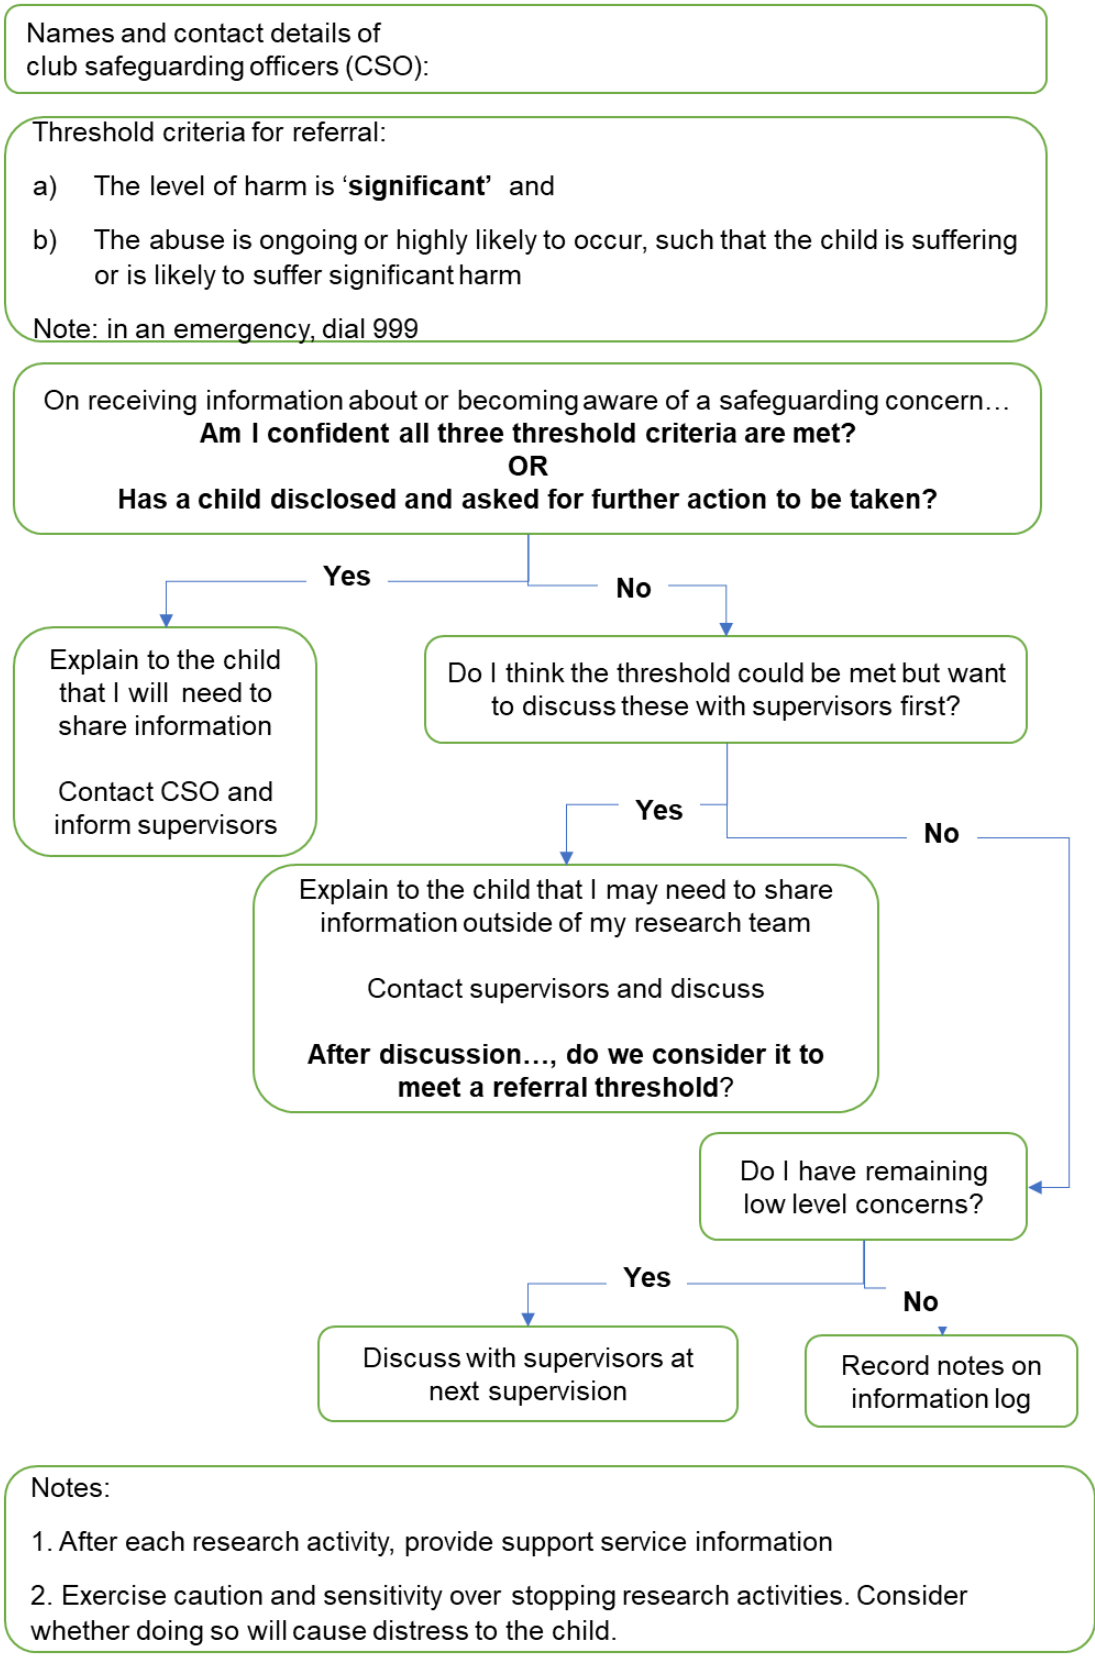 Names and contact details of
club safeguarding officers (CSO):
Threshold criteria for referral:
a) The level of harm is ‘significant’ and
b) The abuse is ongoing or highly likely to occur, such that the child is suffering
or is likely to suffer significant harm
Note: in an emergency, dial 999
On receiving information about or becoming aware of a safeguarding concern…
Am I confident all three threshold criteria are met?
OR
Has a child disclosed and asked for further action to be taken?
Yes
No
Explain to the child
that I will need to
share information
Contact CSO and
inform supervisors
Do I think the threshold could be met but want
to discuss these with supervisors first?
Yes
No
Explain to the child that I may need to share
information outside of my research team
Contact supervisors and discuss
After discussion…, do we consider it to
meet a referral threshold?
Do I have remaining
low level concerns?
Yes
No
Discuss with supervisors at
next supervision
Record notes on
information log
Notes:
1. After each research activity, provide support service information
2. Exercise caution and sensitivity over stopping research activities. Consider
whether doing so will cause distress to the child.